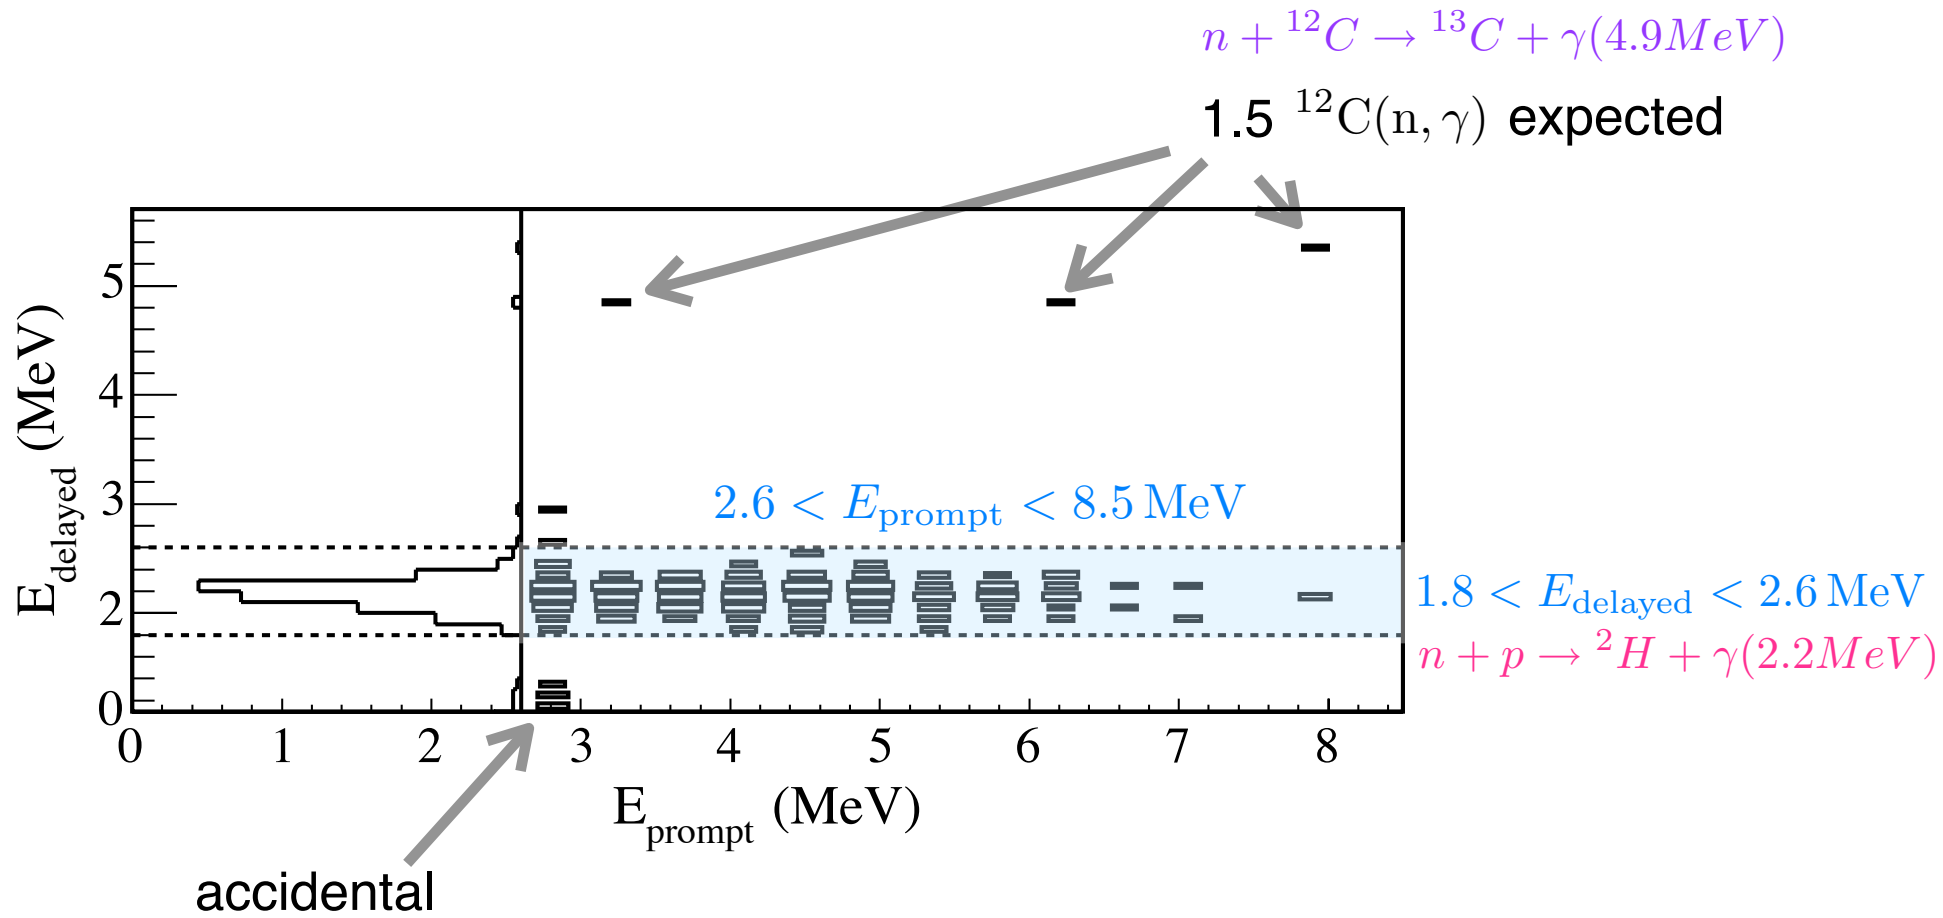 n + ¹²C → ¹³C + γ(4.9MeV)
1.5 ¹²C(n, γ) expected
E_delayed (MeV)
5
4
3
2
0
2.6 < E_prompt < 8.5 MeV
1.8 < E_delayed < 2.6 MeV
n + p → ²H + γ(2.2MeV)
0 1 2 3 4 5 6 7 8
E_prompt (MeV)
accidental